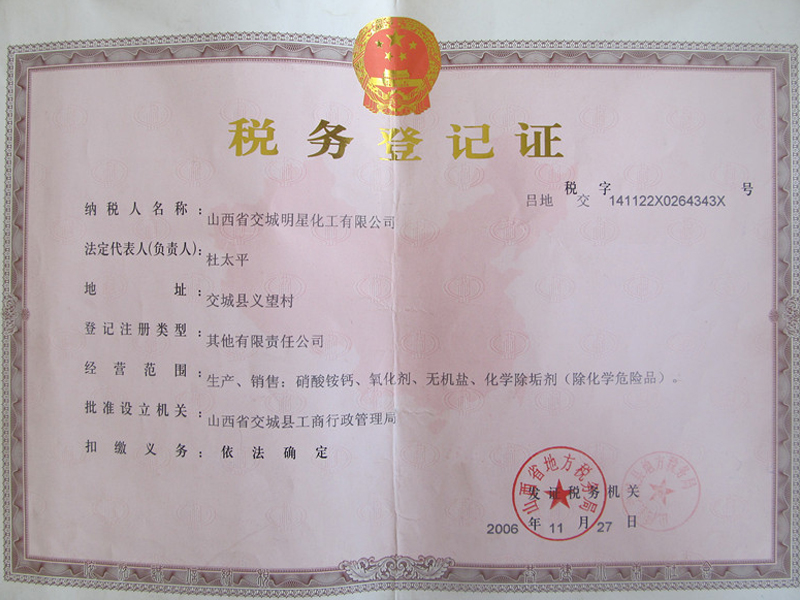 税务登记证
吕地 税 交 字 141122X0264343X 号
纳税人名称：山西省交城明星化工有限公司
法定代表人(负责人)：杜太平
地址：交城县义望村
登记注册类型：其他有限责任公司
经营范围：生产、销售：硝酸铵钙、氧化剂、无机盐、化学除垢剂（除化学危险品）。
批准设立机关：山西省交城县工商行政管理局
扣缴义务：依法确定
山西省地方税务局
发证税务机关
2006 年 11 月 27 日